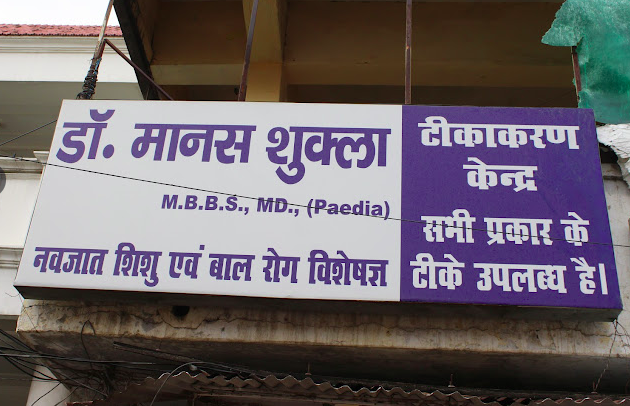 डॉ. मानस शुक्ला
M.B.B.S., MD., (Paedia)
नवजात शिशु एवं बाल रोग विशेषज्ञ
टीकाकरण
केन्द्र
सभी प्रकार के
टीके उपलब्ध है।